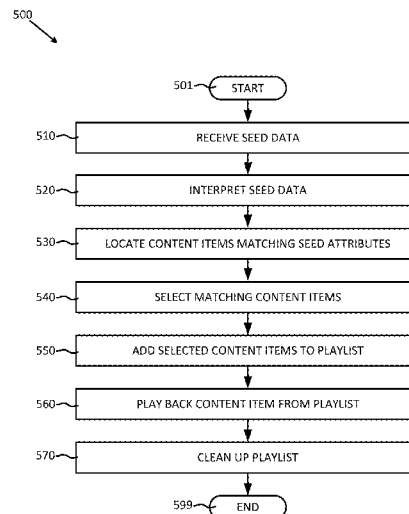 500
501 START
510 RECEIVE SEED DATA
520 INTERPRET SEED DATA
530 LOCATE CONTENT ITEMS MATCHING SEED ATTRIBUTES
540 SELECT MATCHING CONTENT ITEMS
550 ADD SELECTED CONTENT ITEMS TO PLAYLIST
560 PLAY BACK CONTENT ITEM FROM PLAYLIST
570 CLEAN UP PLAYLIST
599 END